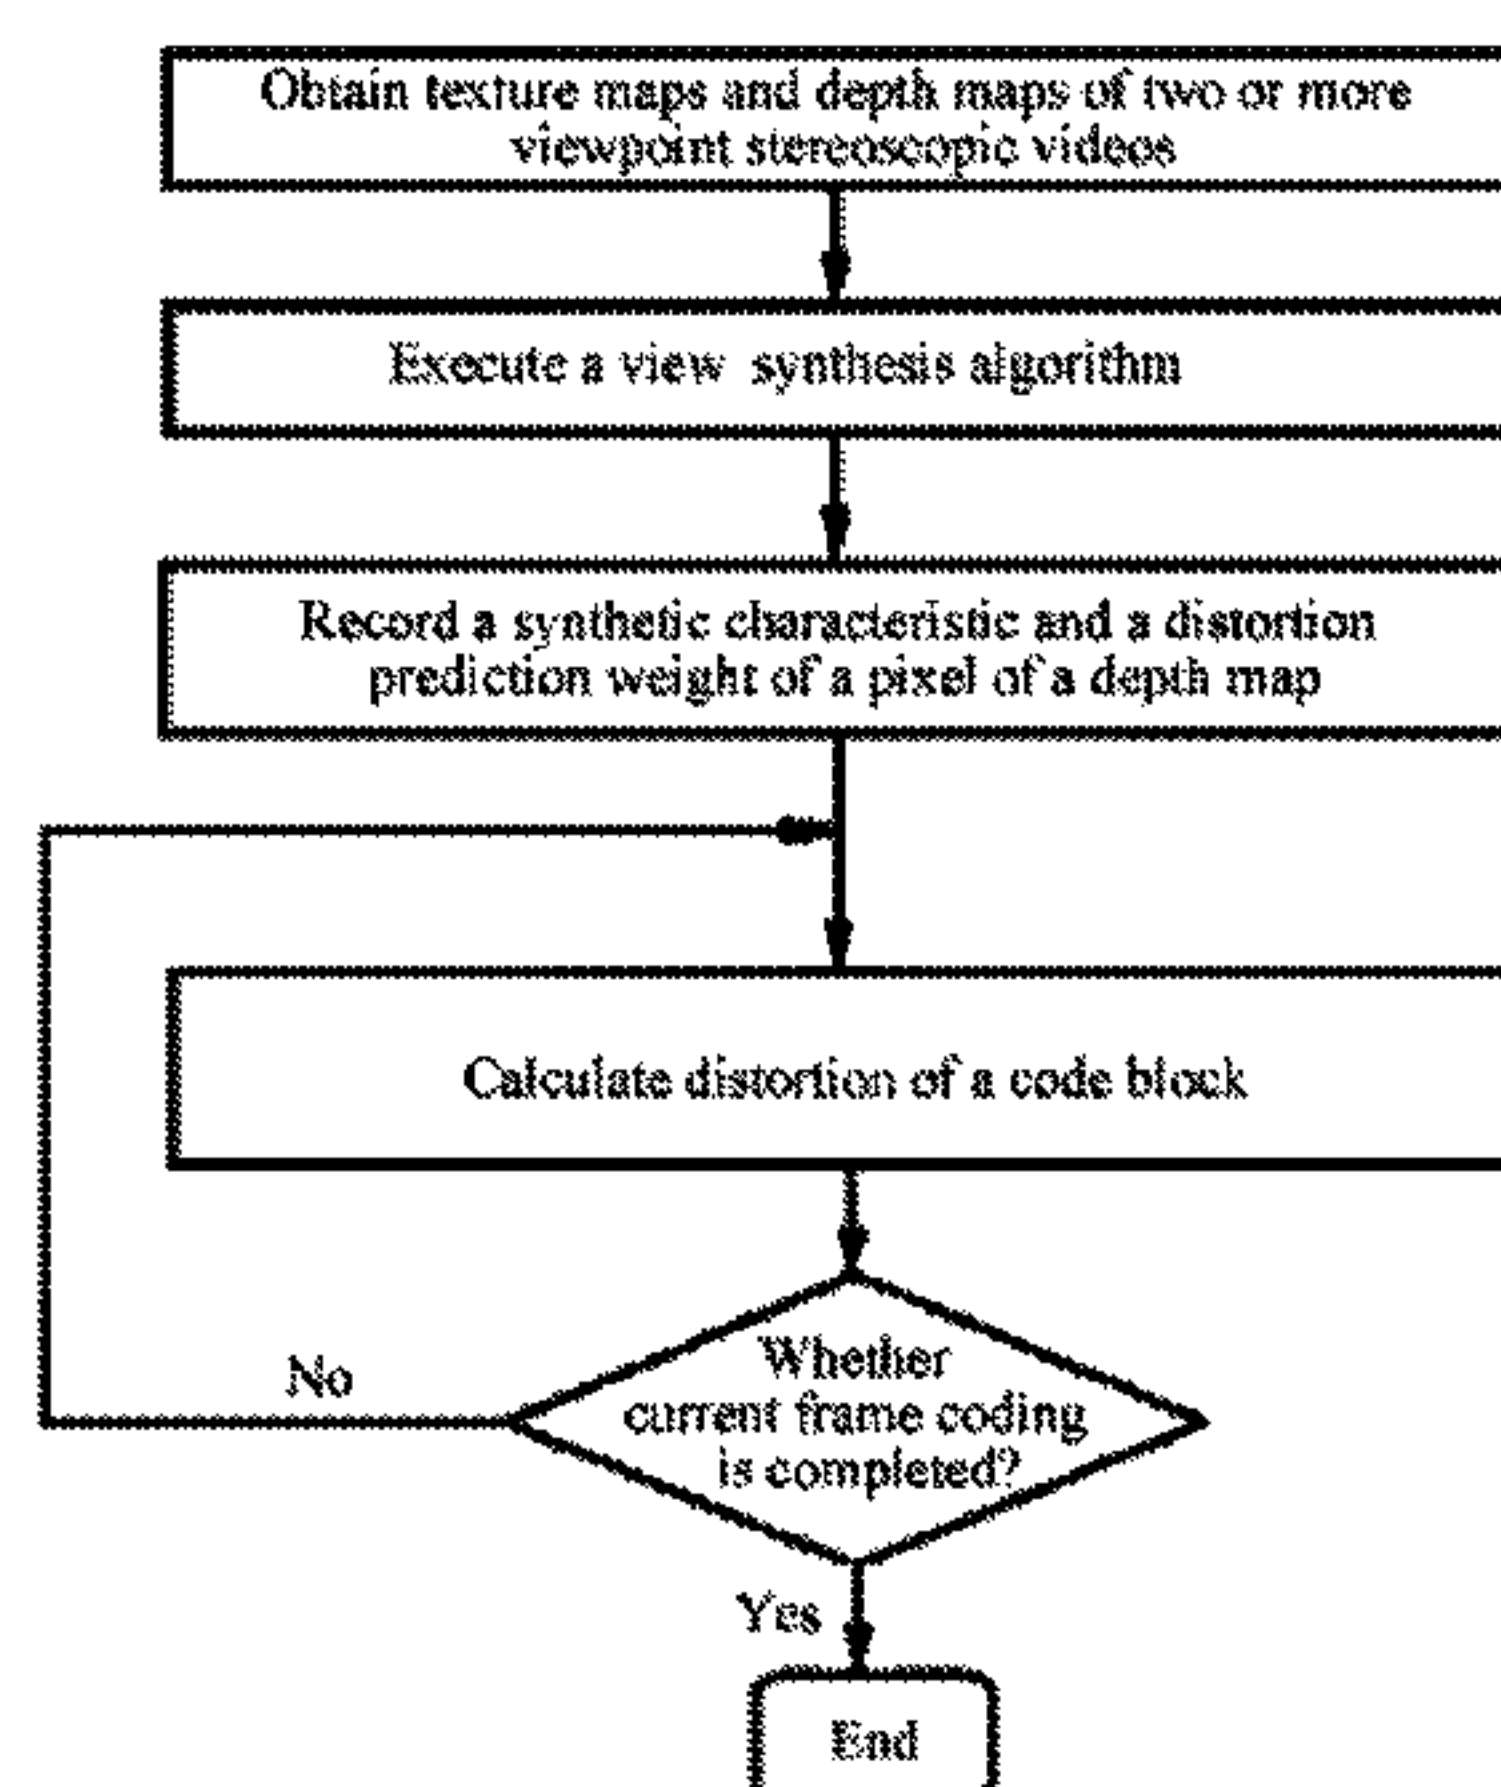 Obtain texture maps and depth maps of two or more
viewpoint stereoscopic videos
Execute a view synthesis algorithm
Record a synthetic characteristic and a distortion
prediction weight of a pixel of a depth map
Calculate distortion of a code block
Whether
current frame coding
is completed?
No
Yes
End